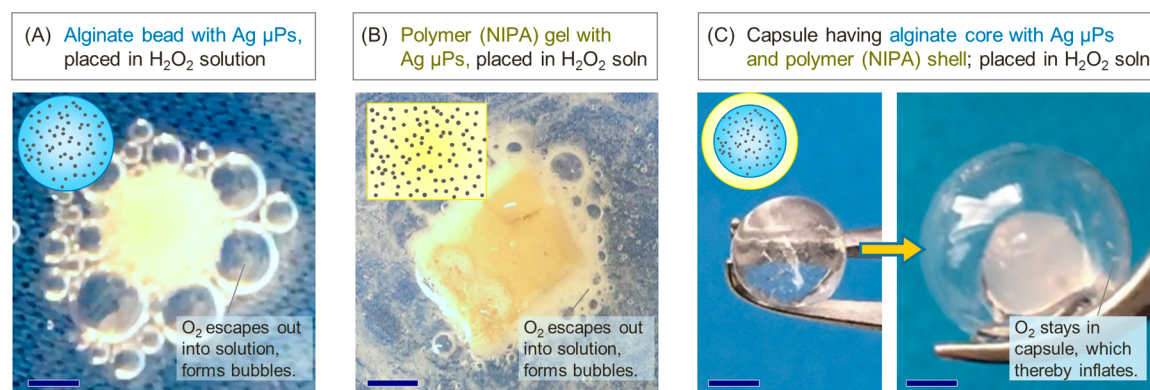 (A) Alginate bead with Ag µPs,
placed in H₂O₂ solution
(B) Polymer (NIPA) gel with
Ag µPs, placed in H₂O₂ soln
(C) Capsule having alginate core with Ag µPs
and polymer (NIPA) shell; placed in H₂O₂ soln
O₂ escapes out
into solution,
forms bubbles.
O₂ escapes out
into solution,
forms bubbles.
O₂ stays in
capsule, which
thereby inflates.